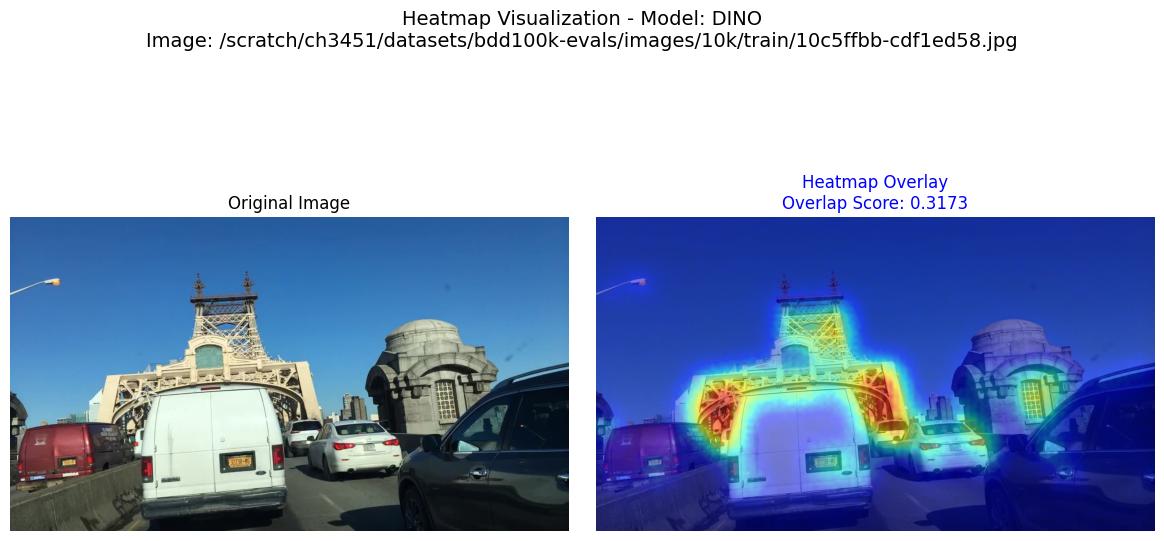 Heatmap Visualization - Model: DINO
Image: /scratch/ch3451/datasets/bdd100k-evals/images/10k/train/10c5ffbb-cdf1ed58.jpg
Original Image
Heatmap Overlay
Overlap Score: 0.3173